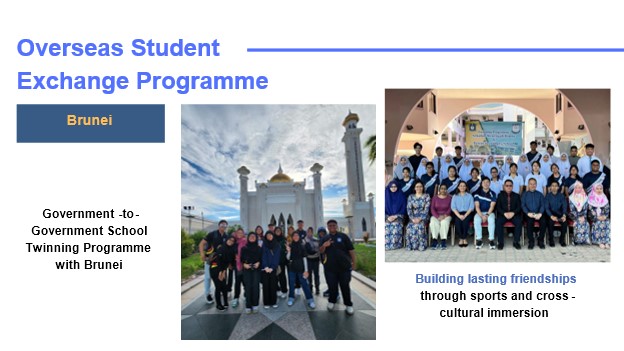 Overseas Student
Exchange Programme
Brunei
Government -to-
Government School
Twinning Programme
with Brunei
Building lasting friendships
through sports and cross -
cultural immersion